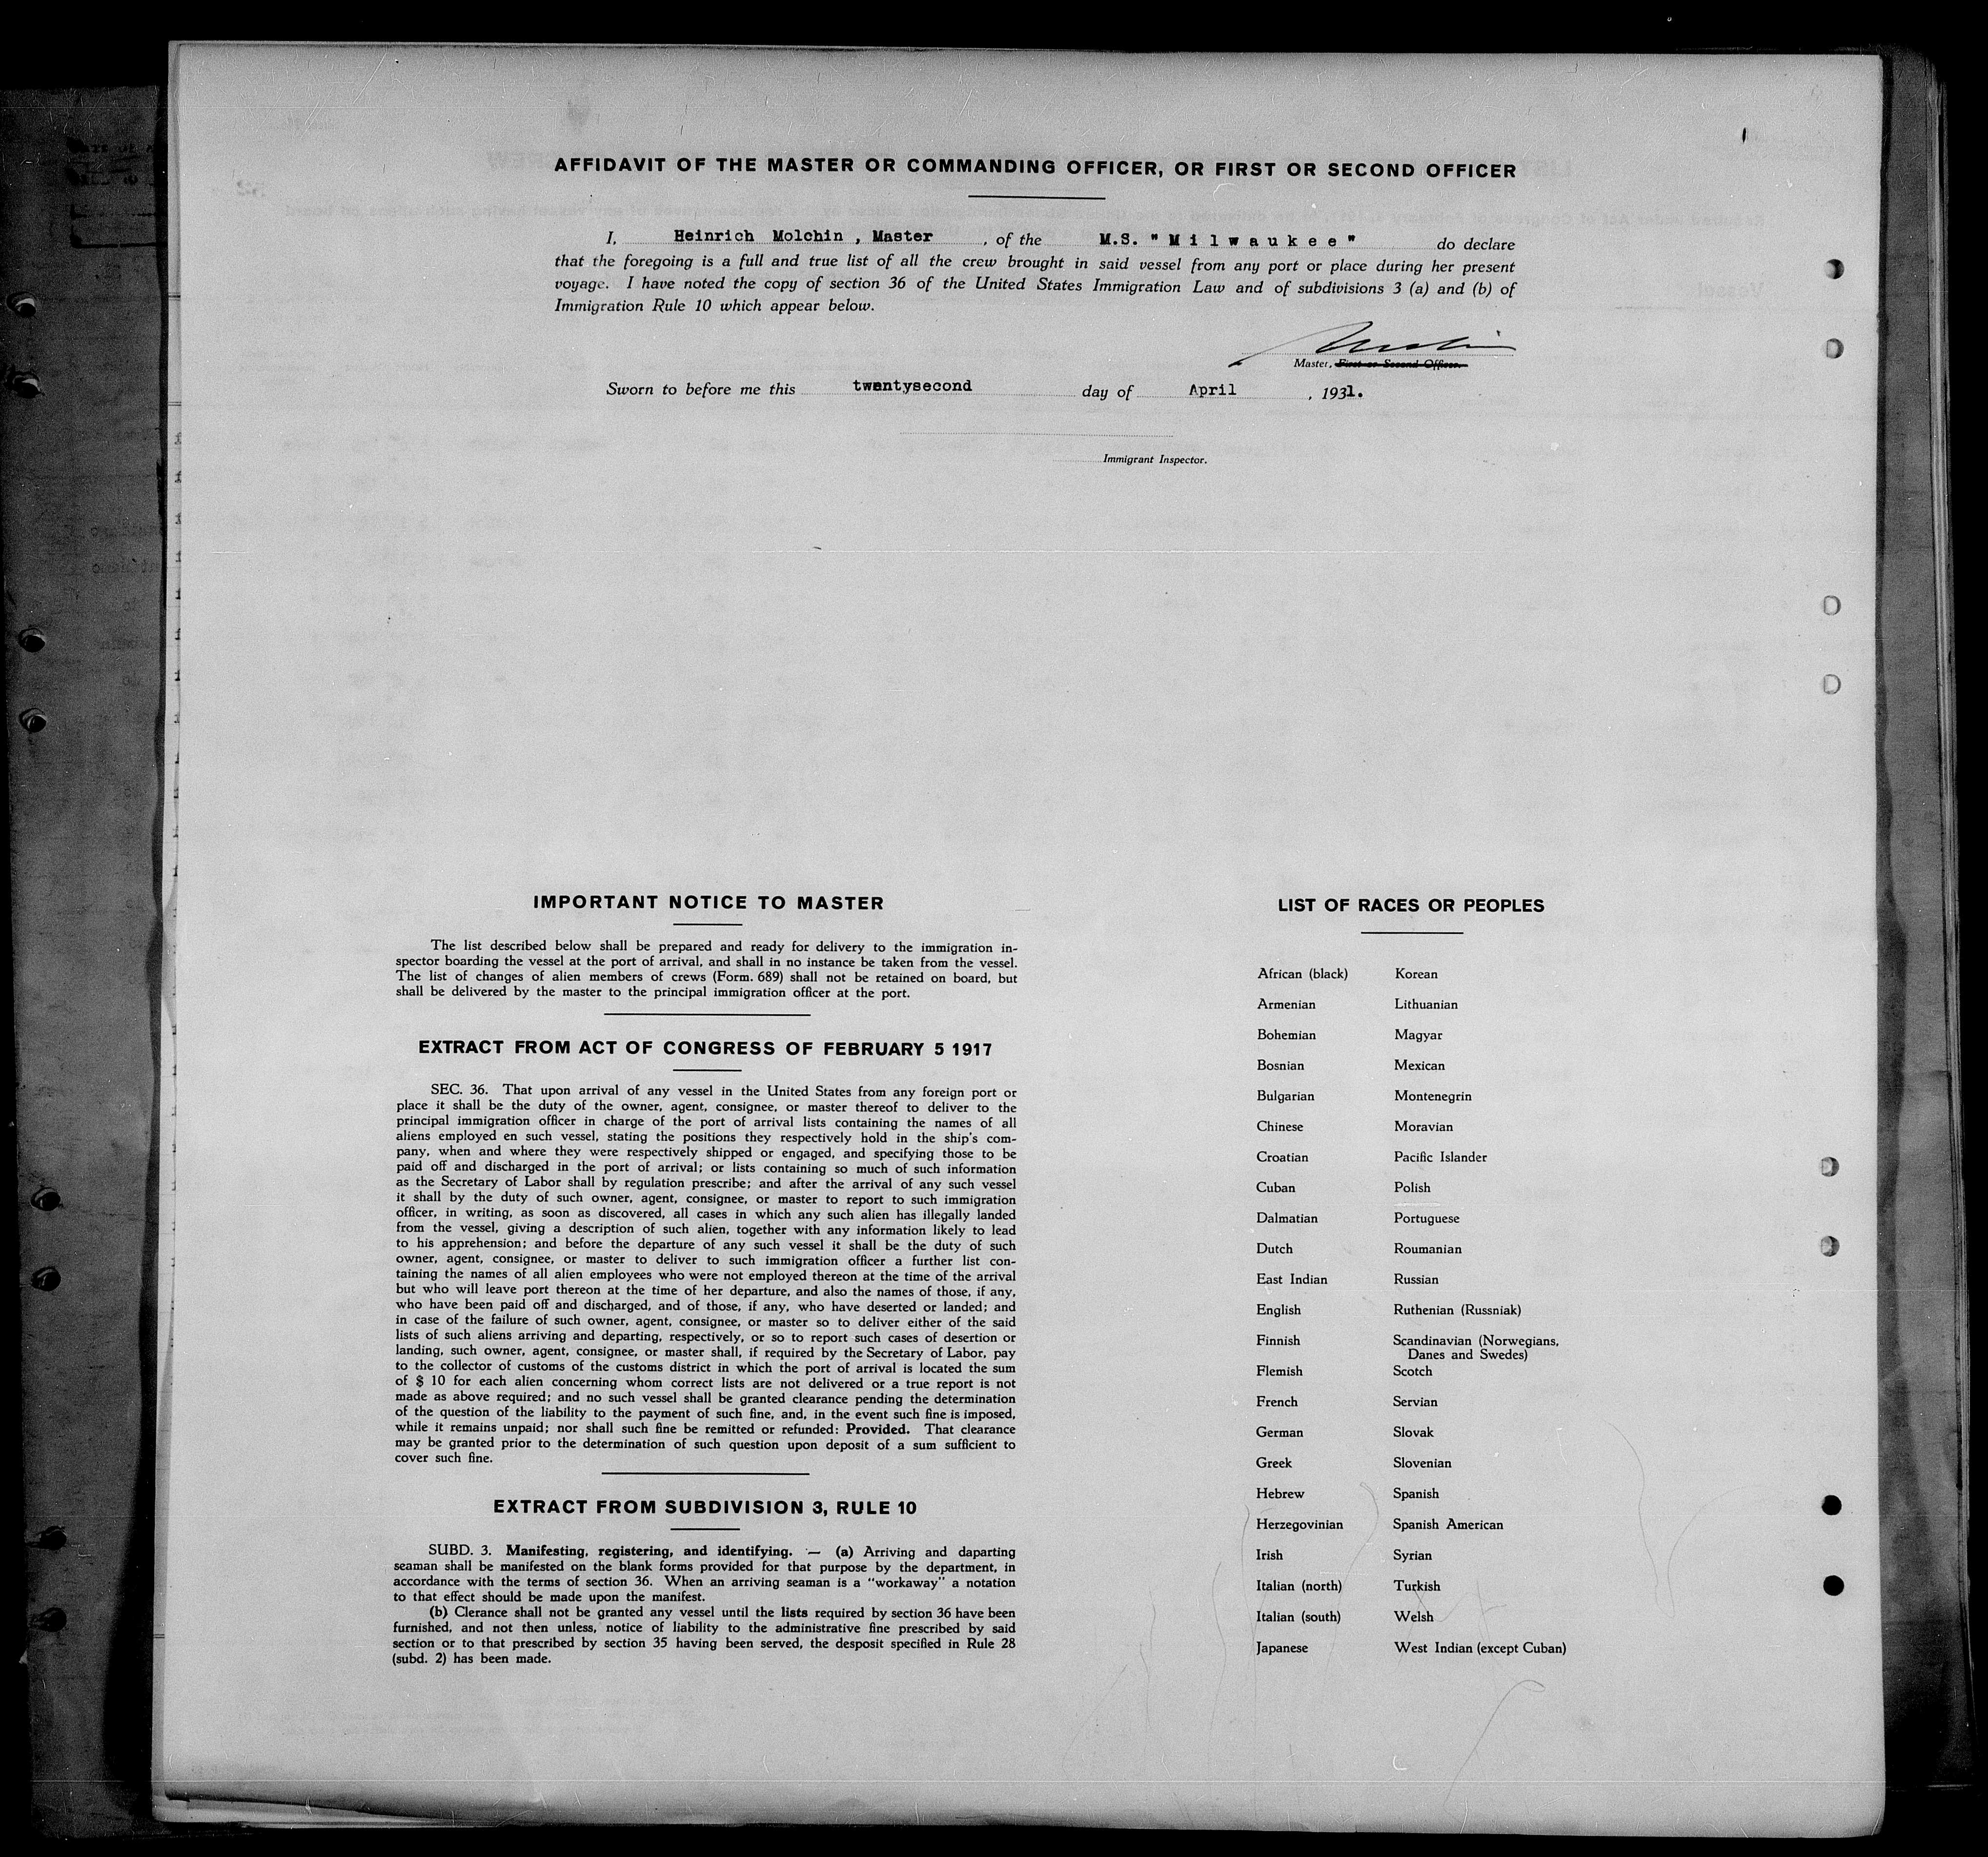 AFFIDAVIT OF THE MASTER OR COMMANDING OFFICER, OR FIRST OR SECOND OFFICER
I, Heinrich Molchin , Master , of the M.S. " M i l w a u k e e " do declare
that the foregoing is a full and true list of all the crew brought in said vessel from any port or place during her present
voyage. I have noted the copy of section 36 of the United States Immigration Law and of subdivisions 3 (a) and (b) of
Immigration Rule 10 which appear below.
Molchin
Master, First or Second Officer.
Sworn to before me this twentysecond day of April , 1931.
Immigrant Inspector.
IMPORTANT NOTICE TO MASTER
The list described below shall be prepared and ready for delivery to the immigration in-
spector boarding the vessel at the port of arrival, and shall in no instance be taken from the vessel.
The list of changes of alien members of crews (Form. 689) shall not be retained on board, but
shall be delivered by the master to the principal immigration officer at the port.
EXTRACT FROM ACT OF CONGRESS OF FEBRUARY 5 1917
SEC. 36. That upon arrival of any vessel in the United States from any foreign port or
place it shall be the duty of the owner, agent, consignee, or master thereof to deliver to the
principal immigration officer in charge of the port of arrival lists containing the names of all
aliens employed en such vessel, stating the positions they respectively hold in the ship's com-
pany, when and where they were respectively shipped or engaged, and specifying those to be
paid off and discharged in the port of arrival; or lists containing so much of such information
as the Secretary of Labor shall by regulation prescribe; and after the arrival of any such vessel
it shall by the duty of such owner, agent, consignee, or master to report to such immigration
officer, in writing, as soon as discovered, all cases in which any such alien has illegally landed
from the vessel, giving a description of such alien, together with any information likely to lead
to his apprehension; and before the departure of any such vessel it shall be the duty of such
owner, agent, consignee, or master to deliver to such immigration officer a further list con-
taining the names of all alien employees who were not employed thereon at the time of the arrival
but who will leave port thereon at the time of her departure, and also the names of those, if any,
who have been paid off and discharged, and of those, if any, who have deserted or landed; and
in case of the failure of such owner, agent, consignee, or master so to deliver either of the said
lists of such aliens arriving and departing, respectively, or so to report such cases of desertion or
landing, such owner, agent, consignee, or master shall, if required by the Secretary of Labor, pay
to the collector of customs of the customs district in which the port of arrival is located the sum
of $ 10 for each alien concerning whom correct lists are not delivered or a true report is not
made as above required; and no such vessel shall be granted clearance pending the determination
of the question of the liability to the payment of such fine, and, in the event such fine is imposed,
while it remains unpaid; nor shall such fine be remitted or refunded: Provided. That clearance
may be granted prior to the determination of such question upon deposit of a sum sufficient to
cover such fine.
EXTRACT FROM SUBDIVISION 3, RULE 10
SUBD. 3. Manifesting, registering, and identifying. — (a) Arriving and daparting
seaman shall be manifested on the blank forms provided for that purpose by the department, in
accordance with the terms of section 36. When an arriving seaman is a "workaway" a notation
to that effect should be made upon the manifest.
(b) Clerance shall not be granted any vessel until the lists required by section 36 have been
furnished, and not then unless, notice of liability to the administrative fine prescribed by said
section or to that prescribed by section 35 having been served, the desposit specified in Rule 28
(subd. 2) has been made.
LIST OF RACES OR PEOPLES
African (black) Korean
Armenian Lithuanian
Bohemian Magyar
Bosnian Mexican
Bulgarian Montenegrin
Chinese Moravian
Croatian Pacific Islander
Cuban Polish
Dalmatian Portuguese
Dutch Roumanian
East Indian Russian
English Ruthenian (Russniak)
Finnish Scandinavian (Norwegians,
Danes and Swedes)
Flemish Scotch
French Servian
German Slovak
Greek Slovenian
Hebrew Spanish
Herzegovinian Spanish American
Irish Syrian
Italian (north) Turkish
Italian (south) Welsh
Japanese West Indian (except Cuban)